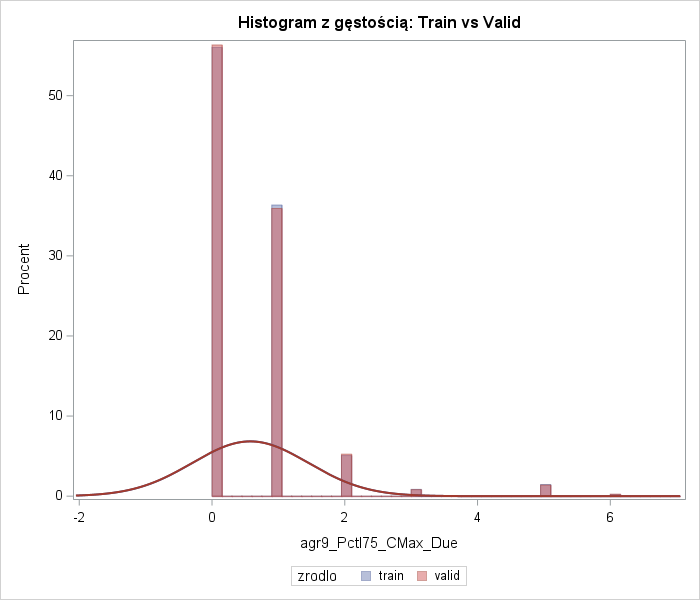 Histogram z gęstością: Train vs Valid
Procent
50
40
30
20
10
0
-2 0 2 4 6
agr9_Pctl75_CMax_Due
zrodlo train valid